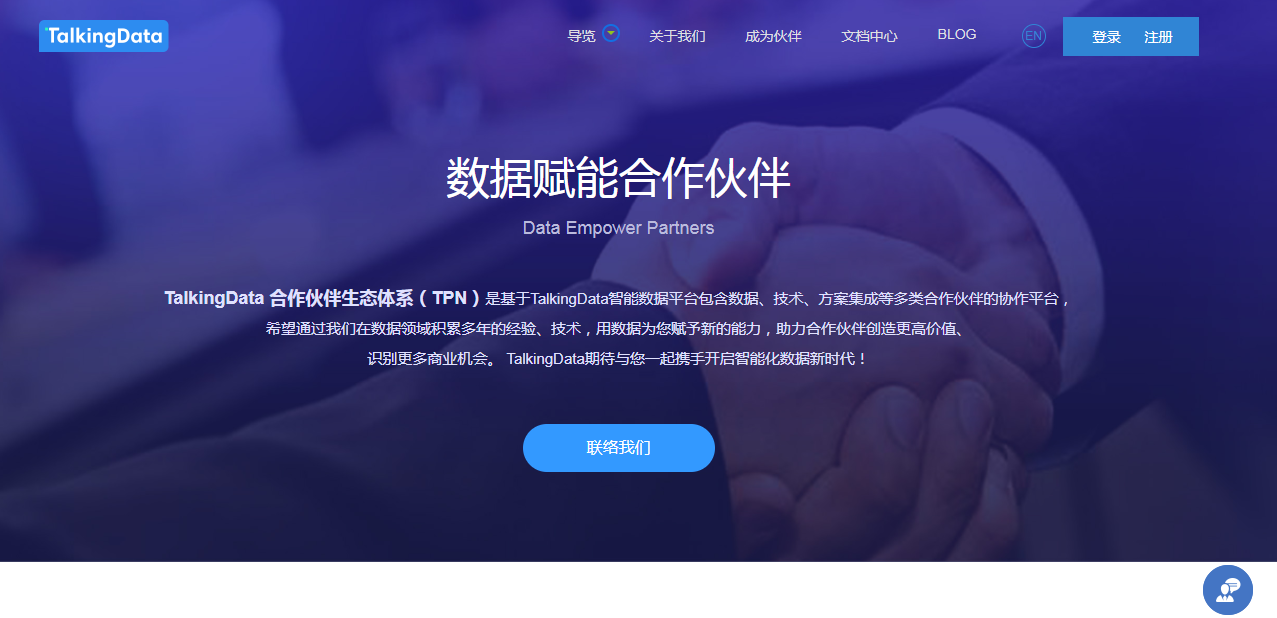 TalkingData
导览
关于我们
成为伙伴
文档中心
BLOG
EN
登录
注册
数据赋能合作伙伴
Data Empower Partners
TalkingData 合作伙伴生态体系（TPN）是基于TalkingData智能数据平台包含数据、技术、方案集成等多类合作伙伴的协作平台，
希望通过我们在数据领域积累多年的经验、技术，用数据为您赋予新的能力，助力合作伙伴创造更高价值、
识别更多商业机会。 TalkingData期待与您一起携手开启智能化数据新时代！
联络我们